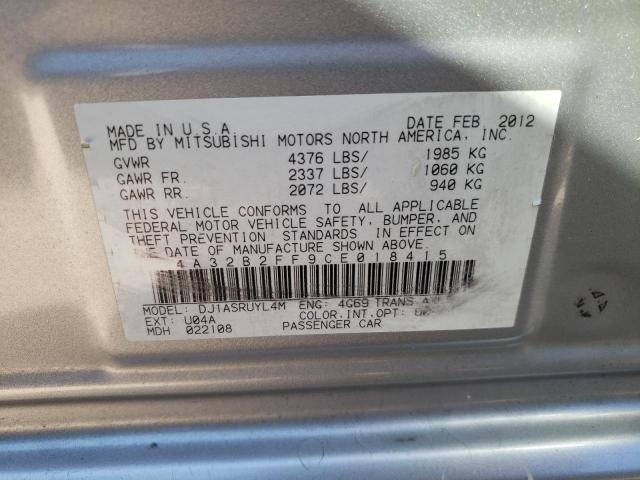 MADE IN U.S.A. DATE FEB 2012
MFD BY MITSUBISHI MOTORS NORTH AMERICA, INC.
GVWR 4376 LBS/ 1985 KG
GAWR FR. 2337 LBS/ 1060 KG
GAWR RR. 2072 LBS/ 940 KG
THIS VEHICLE CONFORMS TO ALL APPLICABLE
FEDERAL MOTOR VEHICLE SAFETY, BUMPER, AND
THEFT PREVENTION STANDARDS IN EFFECT ON
THE DATE OF MANUFACTURE SHOWN ABOVE.
4A32B2FF9CE018415
MODEL: DJ1ASRUYL4M ENG: 4G69 TRANS
EXT: U04A COLOR.INT.OPT:
MDH 022108 PASSENGER CAR